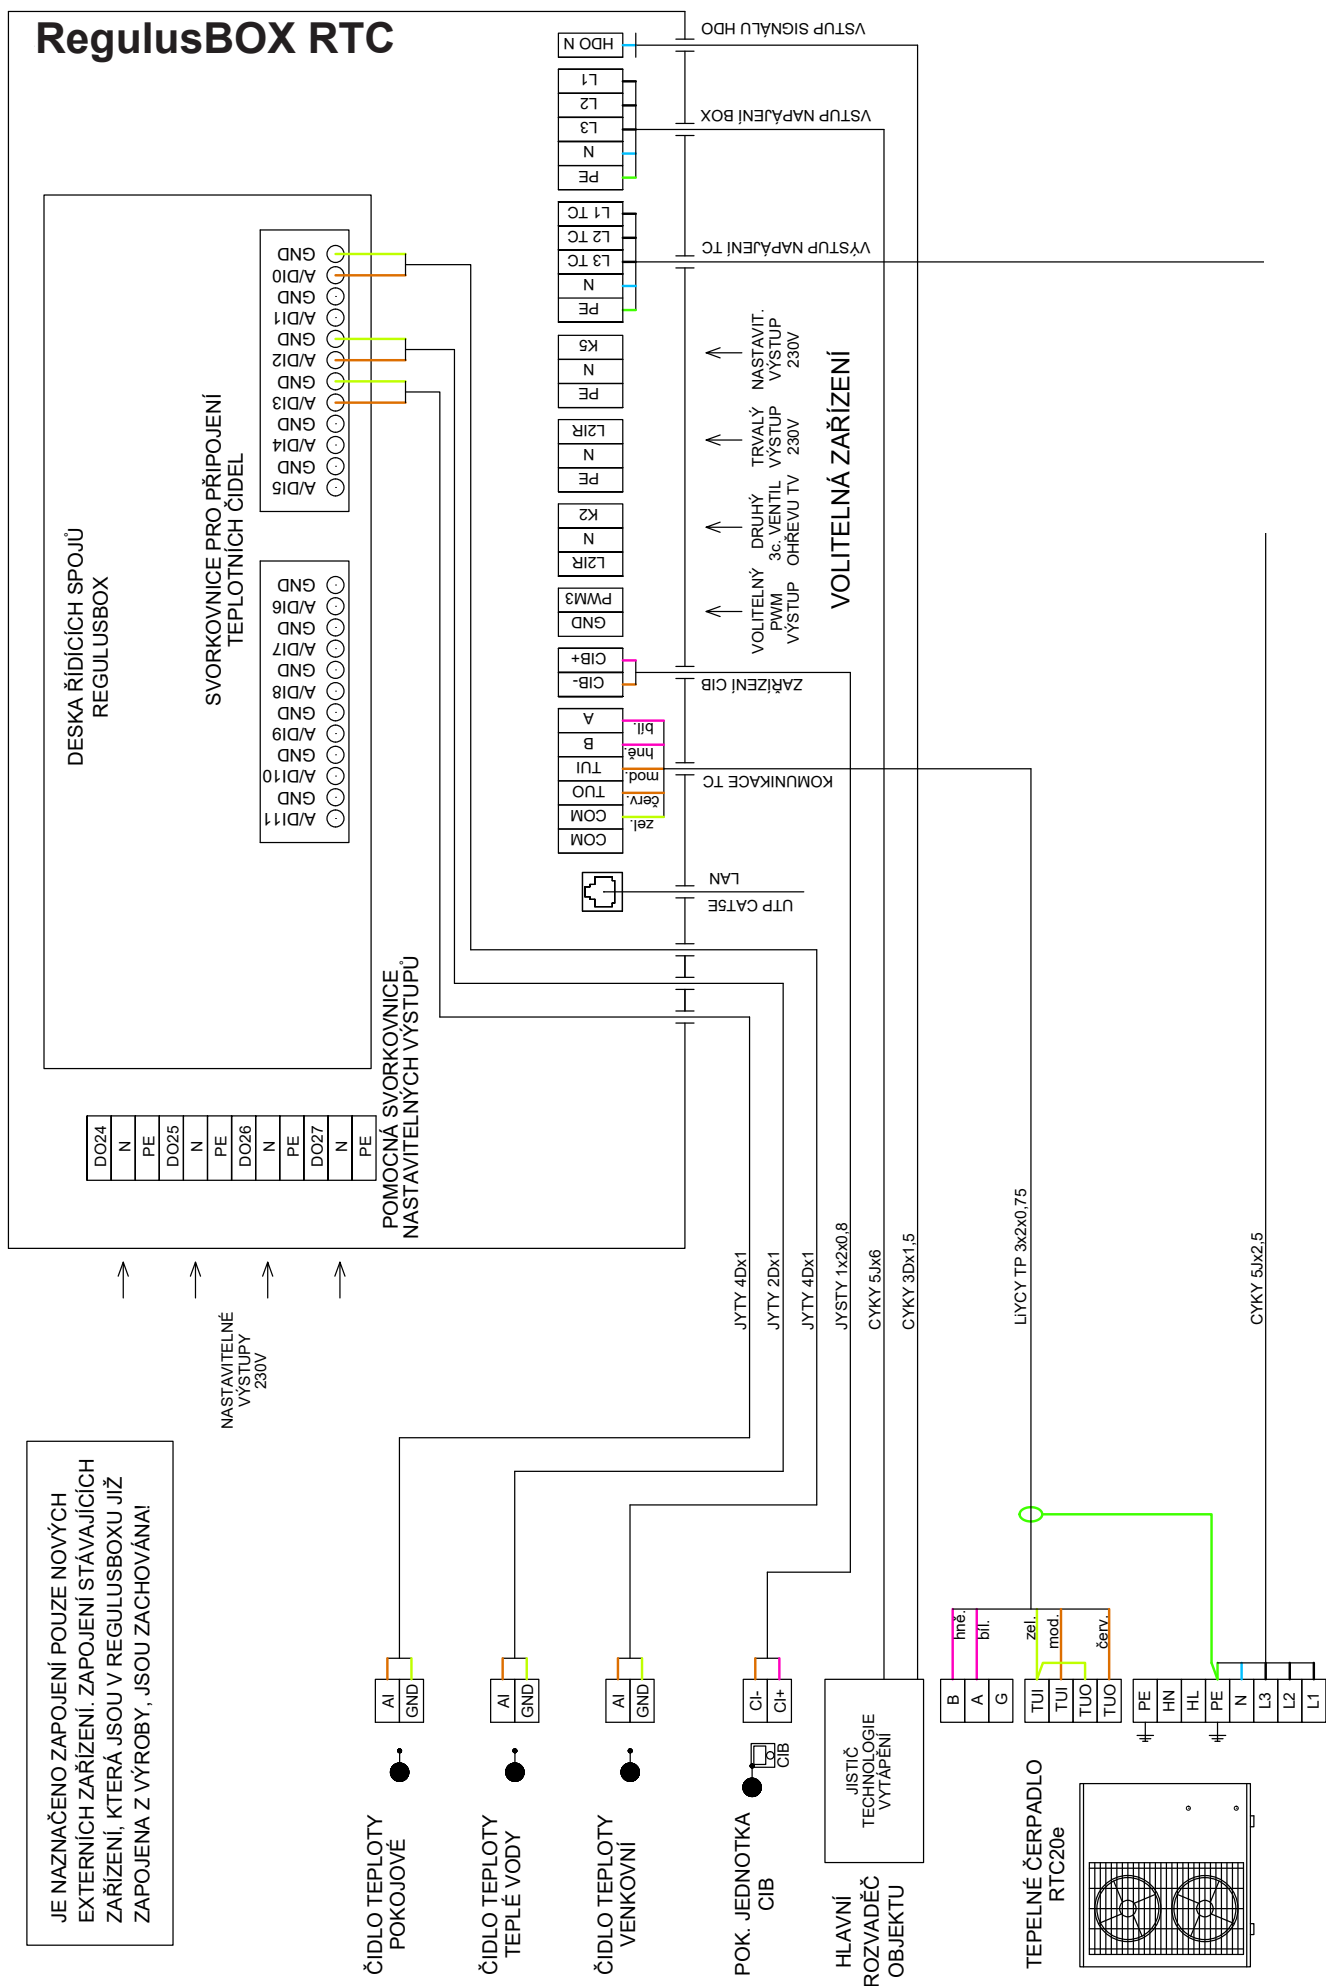 RegulusBOX RTC
HDO N
VSTUP SIGNÁLU HDO
L1
L2
L3
N
PE
VSTUP NAPÁJENÍ BOX
L1 TC
L2 TC
L3 TC
N
PE
VÝSTUP NAPÁJENÍ TC
K5
N
PE
NASTAVIT.
VÝSTUP
230V
L2IR
N
PE
TRVALÝ
VÝSTUP
230V
K2
N
L2IR
DRUHÝ
3c. VENTIL
OHŘEVU TV
PWM3
GND
VOLITELNÝ
PWM
VÝSTUP
VOLITELNÁ ZAŘÍZENÍ
CIB+
CIB-
ZAŘÍZENÍ CIB
A
B
TUI
TUO
COM
COM
bíl.
hně.
mod.
červ.
zel.
KOMUNIKACE TC
LAN
UTP CAT5E
DESKA ŘÍDÍCÍCH SPOJŮ
REGULUSBOX
SVORKOVNICE PRO PŘIPOJENÍ
TEPLOTNÍCH ČIDEL
GND
A/DI0
GND
A/DI1
GND
A/DI2
GND
A/DI3
GND
A/DI4
GND
A/DI5
GND
A/DI6
GND
A/DI7
GND
A/DI8
GND
A/DI9
GND
A/DI10
GND
A/DI11
DO24
N
PE
DO25
N
PE
DO26
N
PE
DO27
N
PE
POMOCNÁ SVORKOVNICE
NASTAVITELNÝCH VÝSTUPŮ
NASTAVITELNÉ
VÝSTUPY
230V
JYTY 4Dx1
JYTY 2Dx1
JYTY 4Dx1
JYSTY 1x2x0,8
CYKY 5Jx6
CYKY 3Dx1,5
LiYCY TP 3x2x0,75
CYKY 5Jx2,5
JE NAZNAČENO ZAPOJENÍ POUZE NOVÝCH
EXTERNÍCH ZAŘÍZENÍ. ZAPOJENÍ STÁVAJÍCÍCH
ZAŘÍZENÍ, KTERÁ JSOU V REGULUSBOXU JIŽ
ZAPOJENA Z VÝROBY, JSOU ZACHOVÁNA!
AI
GND
ČIDLO TEPLOTY
POKOJOVÉ
AI
GND
ČIDLO TEPLOTY
TEPLÉ VODY
AI
GND
ČIDLO TEPLOTY
VENKOVNÍ
CI-
CI+
CIB
POK. JEDNOTKA
CIB
JISTIČ
TECHNOLOGIE
VYTÁPĚNÍ
HLAVNÍ
ROZVADĚČ
OBJEKTU
hně.
bíl.
zel.
mod.
červ.
B
A
G
TUI
TUI
TUO
TUO
PE
HN
HL
PE
N
L3
L2
L1
TEPELNÉ ČERPADLO
RTC20e